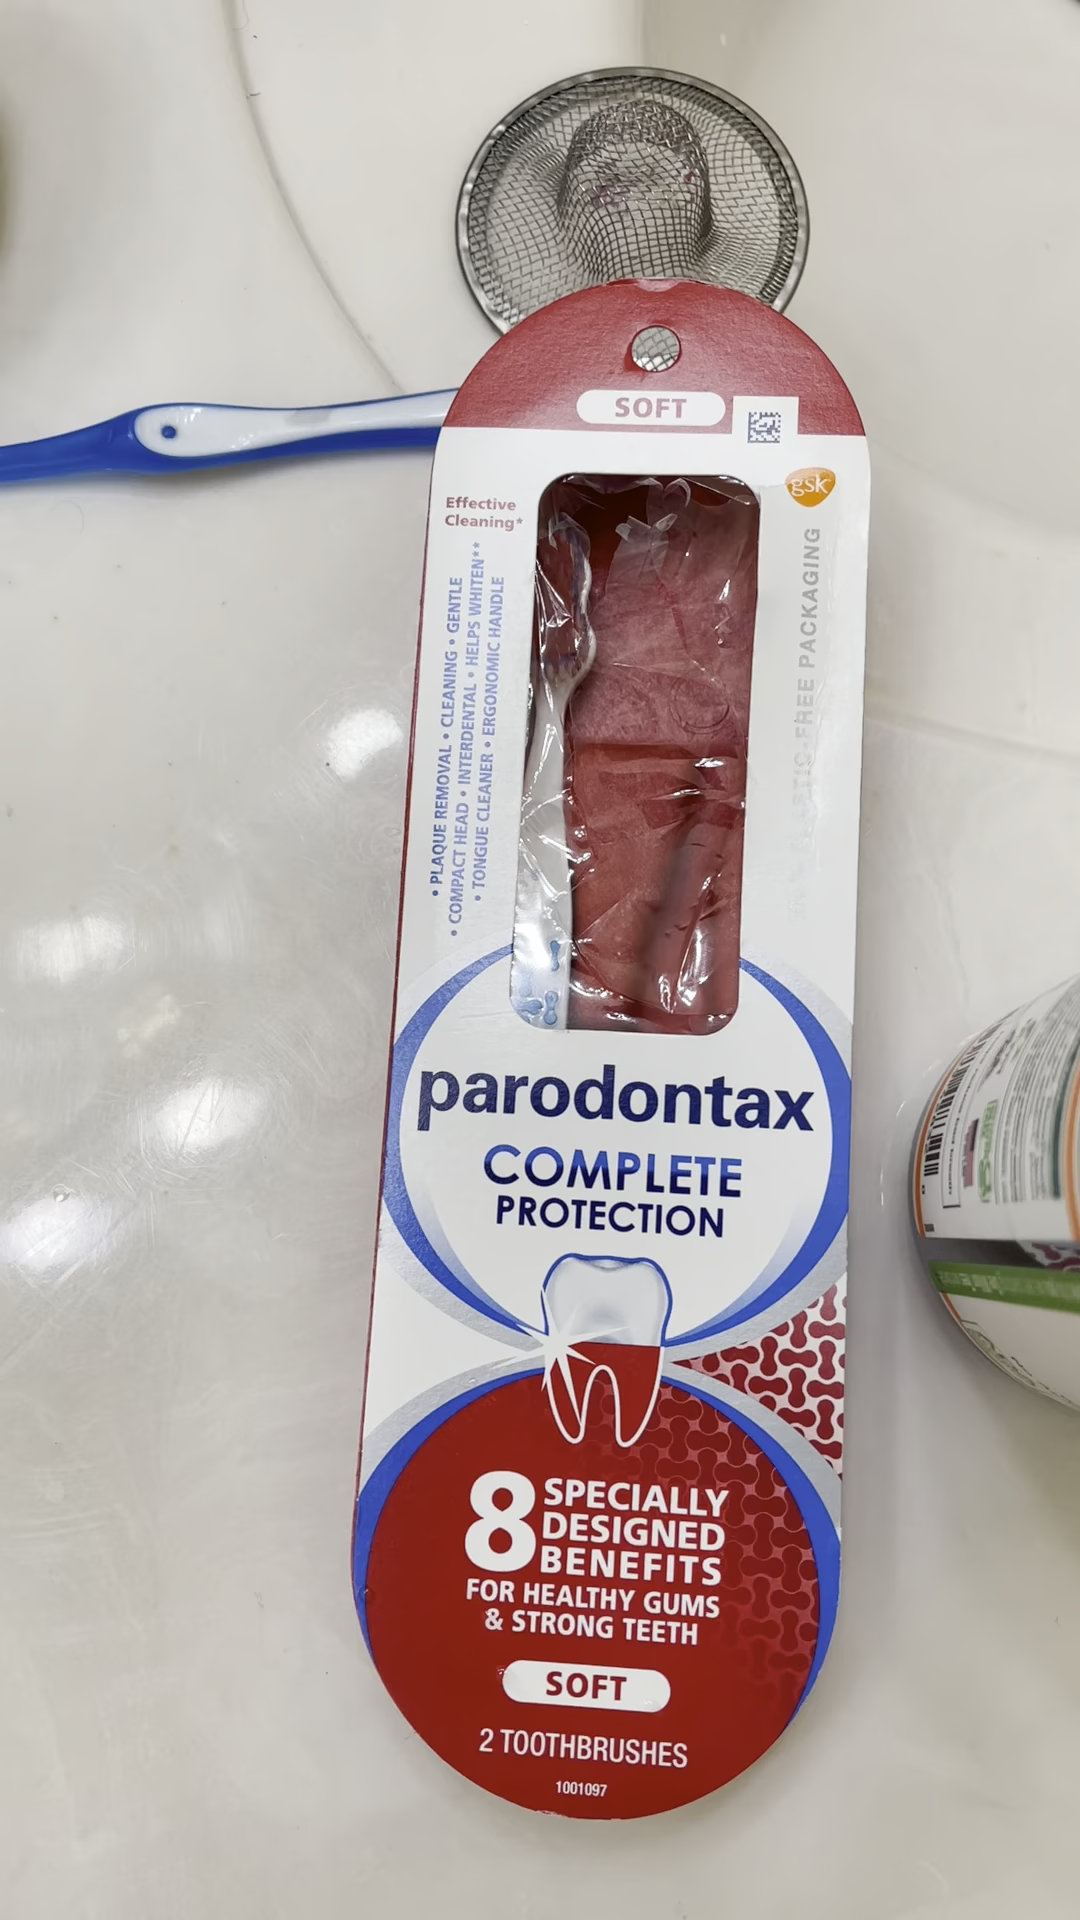 SOFT
gsk
Effective
Cleaning*
• PLAQUE REMOVAL • CLEANING • GENTLE
• COMPACT HEAD • INTERDENTAL • HELPS WHITEN**
• TONGUE CLEANER • ERGONOMIC HANDLE
PLASTIC-FREE PACKAGING
parodontax
COMPLETE
PROTECTION
8 SPECIALLY
DESIGNED
BENEFITS
FOR HEALTHY GUMS
& STRONG TEETH
SOFT
2 TOOTHBRUSHES
1001097